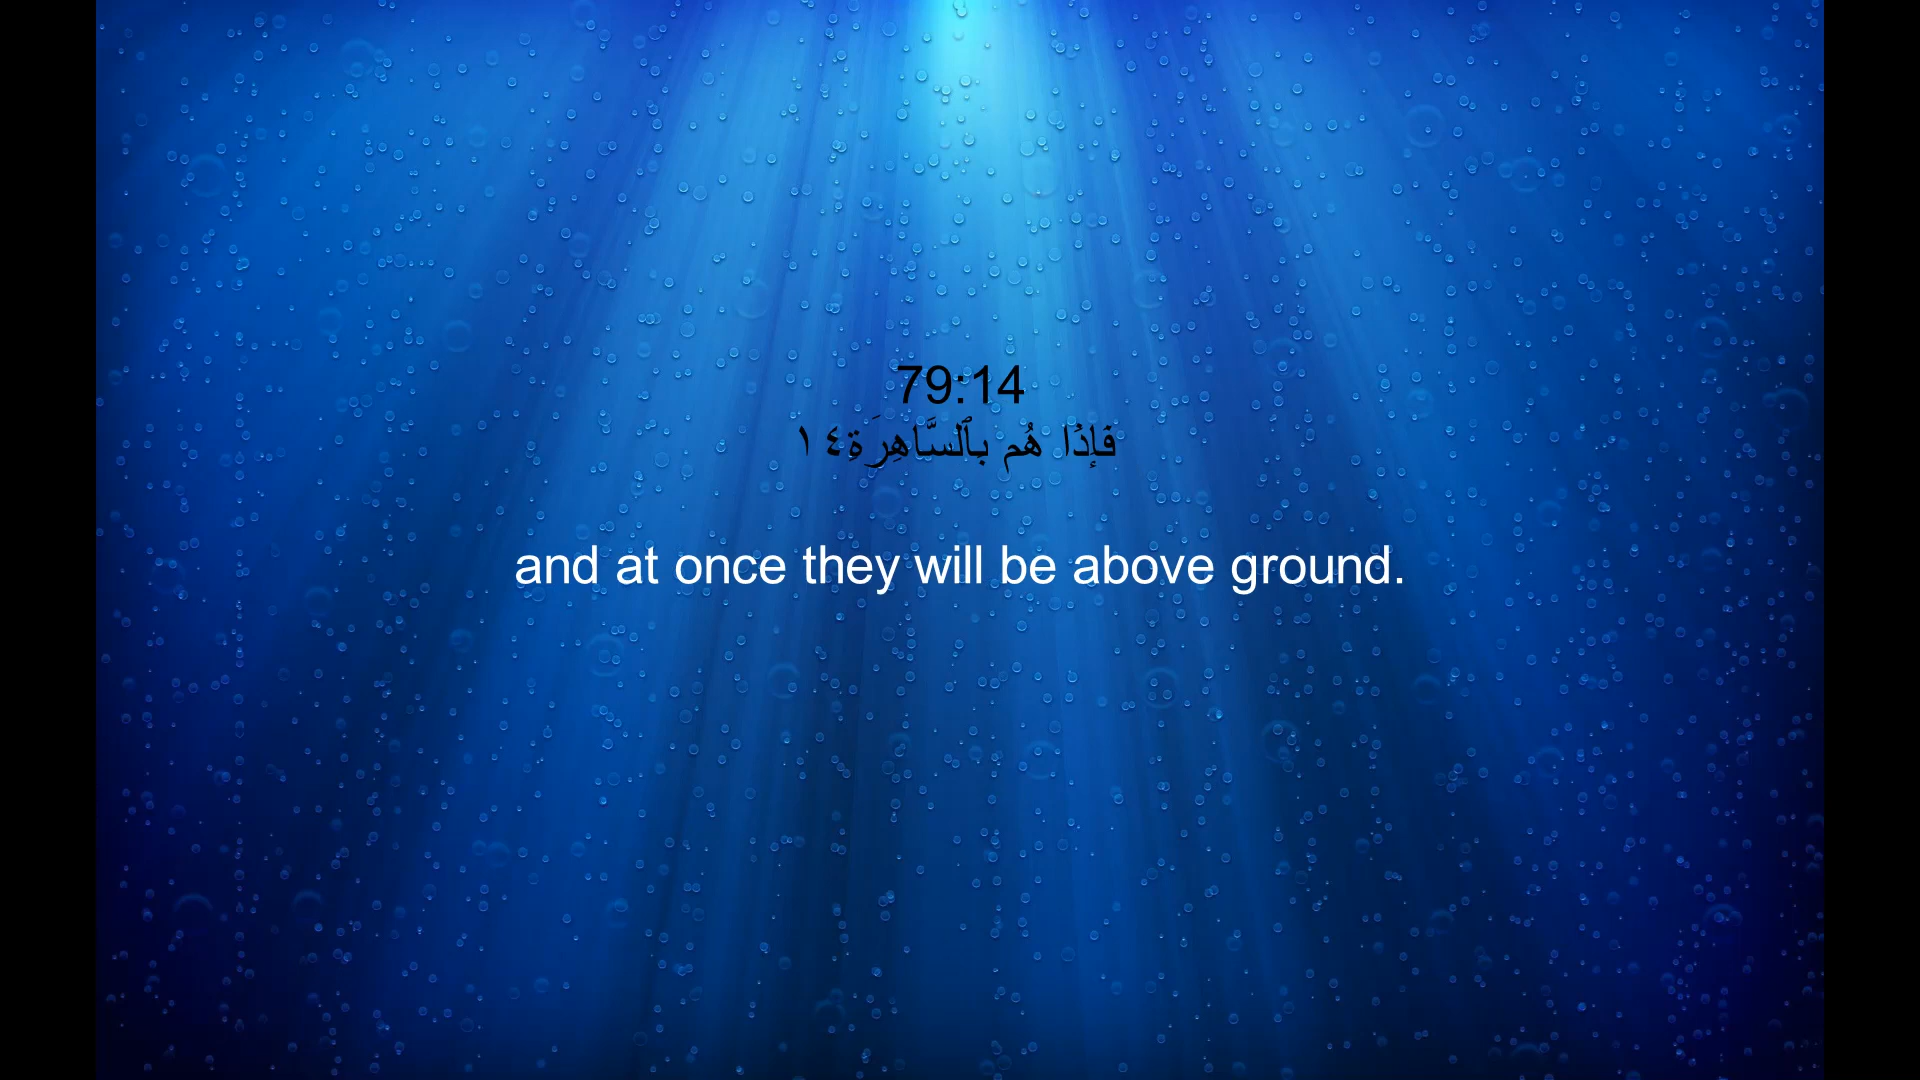 79:14
فَإِذَا هُم بِٱلسَّاهِرَةِ١٤
and at once they will be above ground.